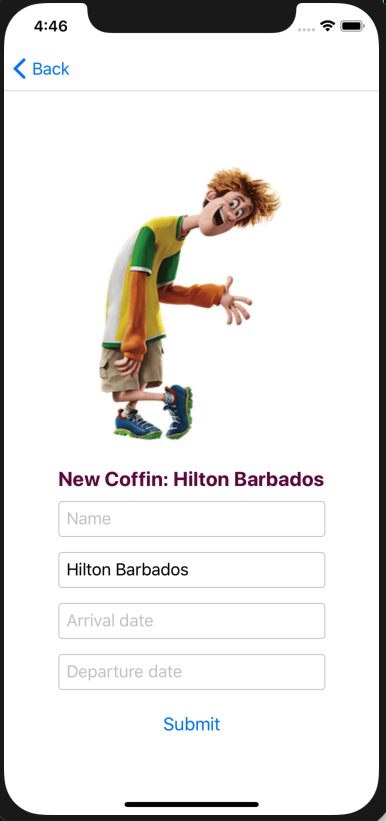 4:46
Back
New Coffin: Hilton Barbados
Name
Hilton Barbados
Arrival date
Departure date
Submit